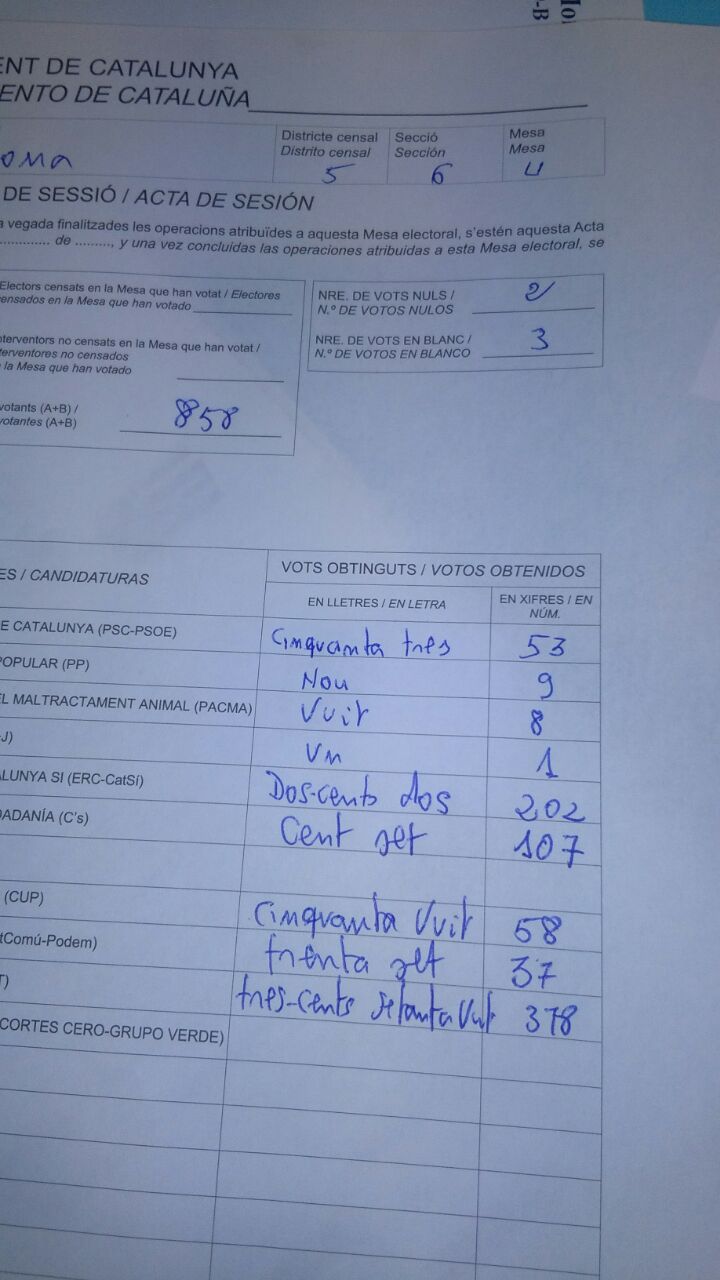 ENT DE CATALUNYA
ENTO DE CATALUÑA
Districte censal
Distrito censal
5
Secció
Sección
6
Mesa
Mesa
U
ona
DE SESSIÓ / ACTA DE SESIÓN
a vegada finalitzades les operacions atribuïdes a aquesta Mesa electoral, s'estén aquesta Acta
............. de ........., y una vez concluidas las operaciones atribuidas a esta Mesa electoral, se
Electors censats en la Mesa que han votat / Electores
censados en la Mesa que han votado
nterventors no censats en la Mesa que han votat /
terventores no censados
la Mesa que han votado
votants (A+B) /
votantes (A+B)
858
NRE. DE VOTS NULS /
N.º DE VOTOS NULOS
2
NRE. DE VOTS EN BLANC /
N.º DE VOTOS EN BLANCO
3
ES / CANDIDATURAS
VOTS OBTINGUTS / VOTOS OBTENIDOS
EN LLETRES / EN LETRA
EN XIFRES / EN
NÚM.
E CATALUNYA (PSC-PSOE) Cinquanta tres 53
POPULAR (PP) Nou 9
EL MALTRACTAMENT ANIMAL (PACMA) Vuit 8
-J) Un 1
ALUNYA SI (ERC-CatSí) Dos-cents dos 202
DADANÍA (C's) Cent set 107
(CUP) Cinquanta Vuit 58
tComú-Podem) trenta set 37
T) tres-cents setanta Vuit 378
CORTES CERO-GRUPO VERDE)